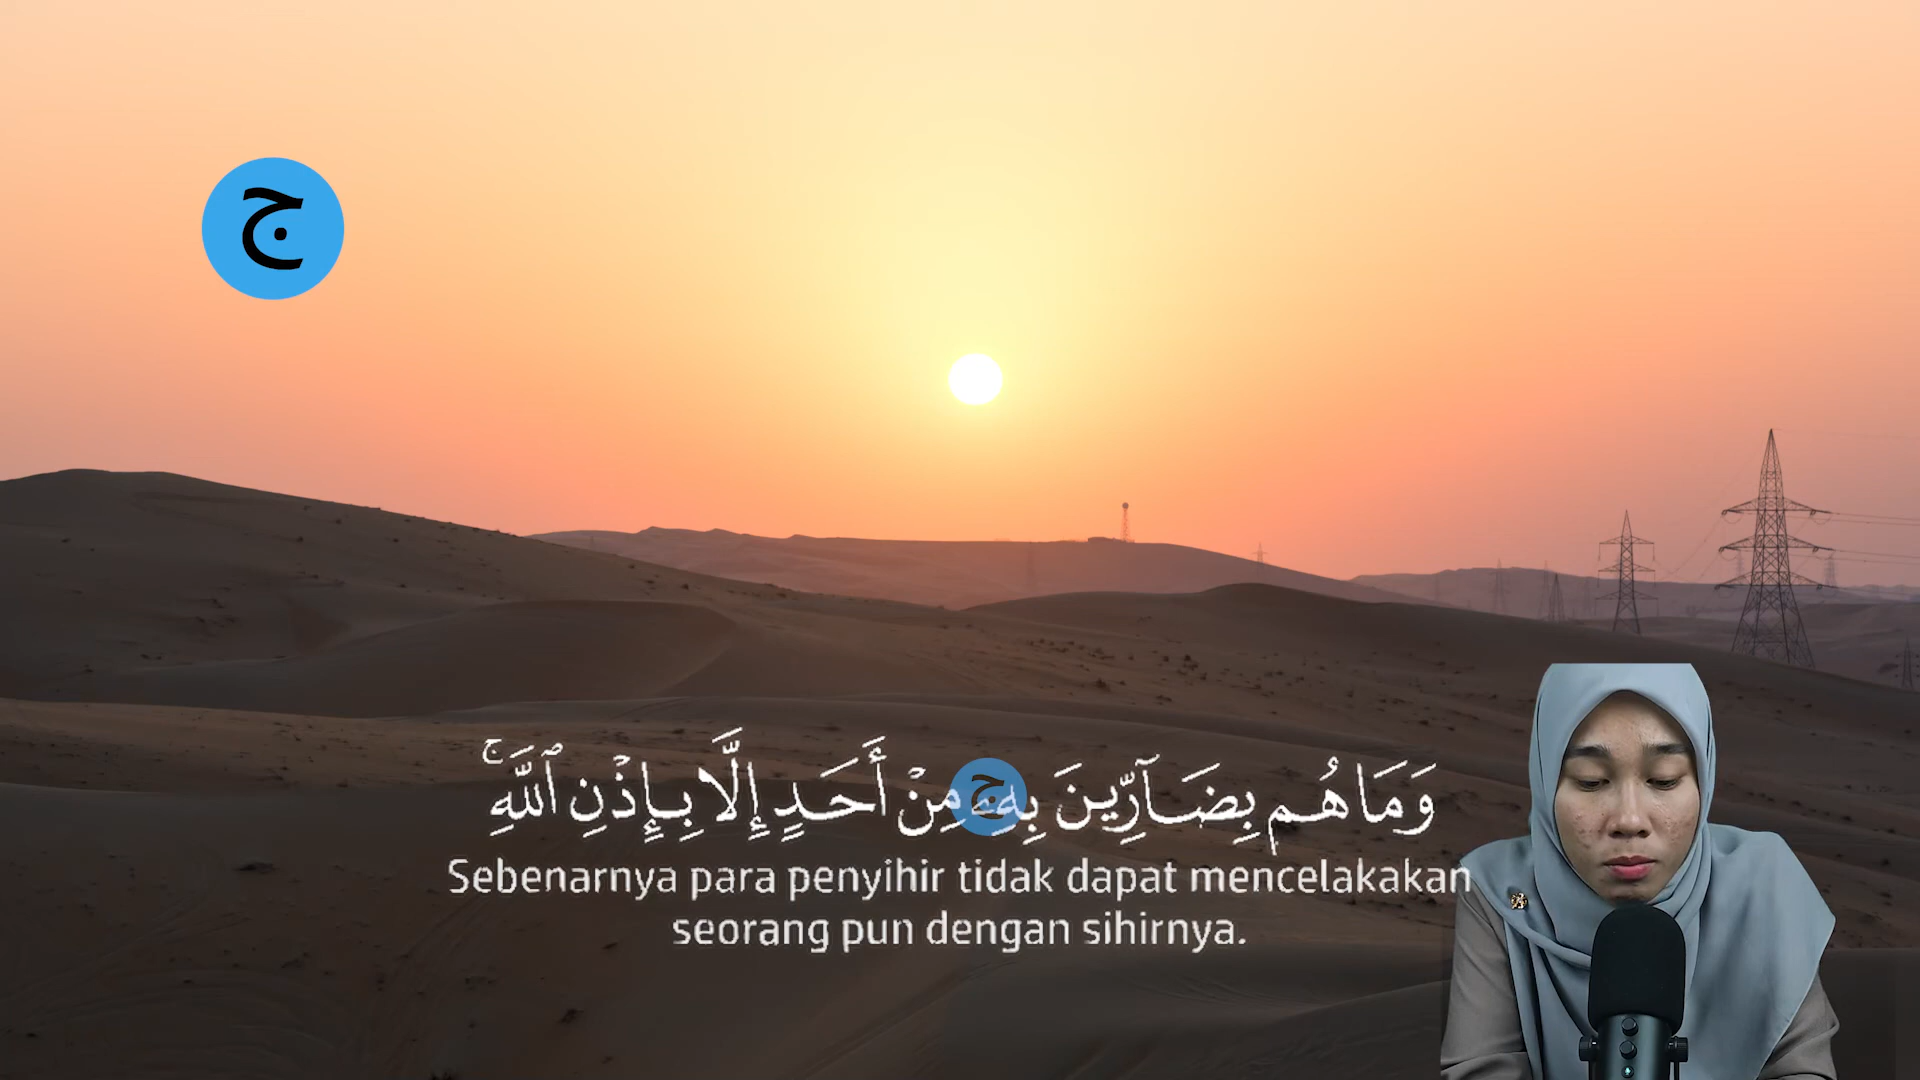 ج
وَمَا هُم بِضَآرِّينَ بِهِۦ مِنْ أَحَدٍ إِلَّا بِإِذْنِ ٱللَّهِ ۚ
ج
Sebenarnya para penyihir tidak dapat mencelakakan
seorang pun dengan sihirnya.